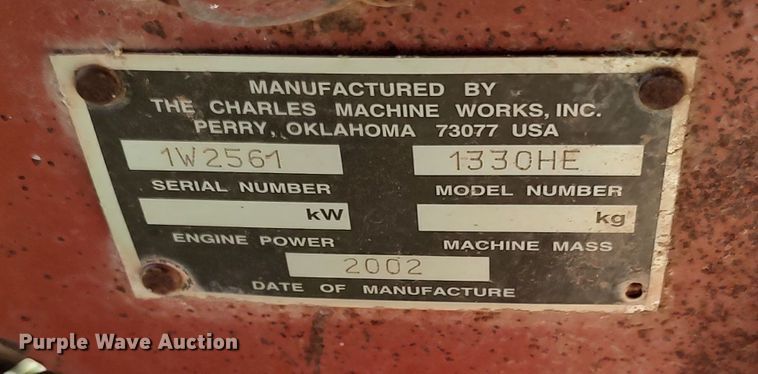 MANUFACTURED BY
THE CHARLES MACHINE WORKS, INC.
PERRY, OKLAHOMA 73077 USA
1W2561 1330HE
SERIAL NUMBER MODEL NUMBER
kW kg
ENGINE POWER MACHINE MASS
2002
DATE OF MANUFACTURE
Purple Wave Auction